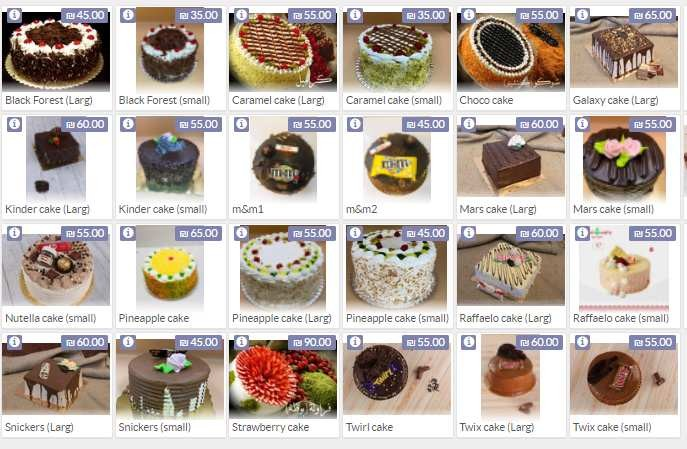 ₪ 45.00
Black Forest (Larg)
₪ 35.00
Black Forest (small)
₪ 55.00
Caramel cake (Larg)
₪ 35.00
Caramel cake (small)
₪ 55.00
Choco cake
₪ 65.00
Galaxy cake (Larg)
₪ 60.00
Kinder cake (Larg)
₪ 55.00
Kinder cake (small)
₪ 55.00
m&m1
₪ 45.00
m&m2
₪ 60.00
Mars cake (Larg)
₪ 55.00
Mars cake (small)
₪ 55.00
Nutella cake (small)
₪ 65.00
Pineapple cake
₪ 55.00
Pineapple cake (Larg)
₪ 45.00
Pineapple cake (small)
₪ 60.00
Raffaelo cake (Larg)
₪ 55.00
Raffaelo cake (small)
₪ 60.00
Snickers (Larg)
₪ 45.00
Snickers (small)
₪ 90.00
Strawberry cake
₪ 55.00
Twirl cake
₪ 60.00
Twix cake (Larg)
₪ 55.00
Twix cake (small)